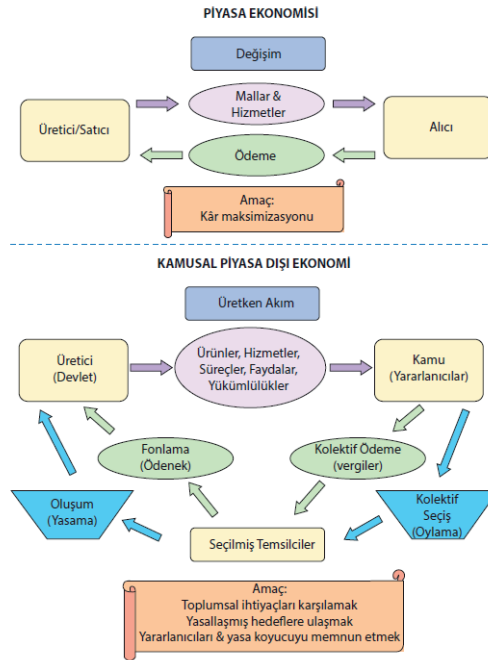 PİYASA EKONOMİSİ
Değişim
Mallar &
Hizmetler
Üretici/Satıcı
Alıcı
Ödeme
Amaç:
Kâr maksimizasyonu
KAMUSAL PİYASA DIŞI EKONOMİ
Üretken Akım
Üretici
(Devlet)
Ürünler, Hizmetler,
Süreçler, Faydalar,
Yükümlülükler
Kamu
(Yararlanıcılar)
Fonlama
(Ödenek)
Kolektif Ödeme
(vergiler)
Oluşum
(Yasama)
Kolektif
Seçiş
(Oylama)
Seçilmiş Temsilciler
Amaç:
Toplumsal ihtiyaçları karşılamak
Yasallaşmış hedeflere ulaşmak
Yararlanıcıları & yasa koyucuyu memnun etmek